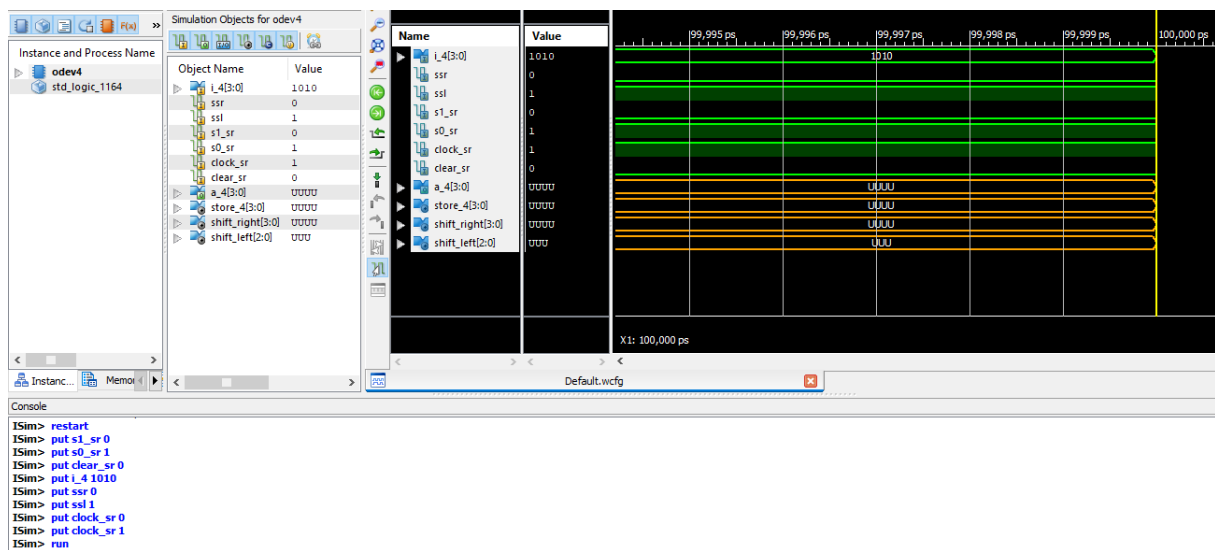 F(x)
»
Instance and Process Name
odev4
std_logic_1164
Instanc...
Memor
Simulation Objects for odev4
Object Name Value
i_4[3:0] 1010
ssr 0
ssl 1
s1_sr 0
s0_sr 1
clock_sr 1
clear_sr 0
a_4[3:0] UUUU
store_4[3:0] UUUU
shift_right[3:0] UUUU
shift_left[2:0] UUU
Name Value
i_4[3:0] 1010
ssr 0
ssl 1
s1_sr 0
s0_sr 1
clock_sr 1
clear_sr 0
a_4[3:0] UUUU
store_4[3:0] UUUU
shift_right[3:0] UUUU
shift_left[2:0] UUU
99,995 ps 99,996 ps 99,997 ps 99,998 ps 99,999 ps 100,000 ps
1010
UUUU
UUUU
UUUU
UUU
X1: 100,000 ps
Default.wcfg
Console
ISim> restart
ISim> put s1_sr 0
ISim> put s0_sr 1
ISim> put clear_sr 0
ISim> put i_4 1010
ISim> put ssr 0
ISim> put ssl 1
ISim> put clock_sr 0
ISim> put clock_sr 1
ISim> run